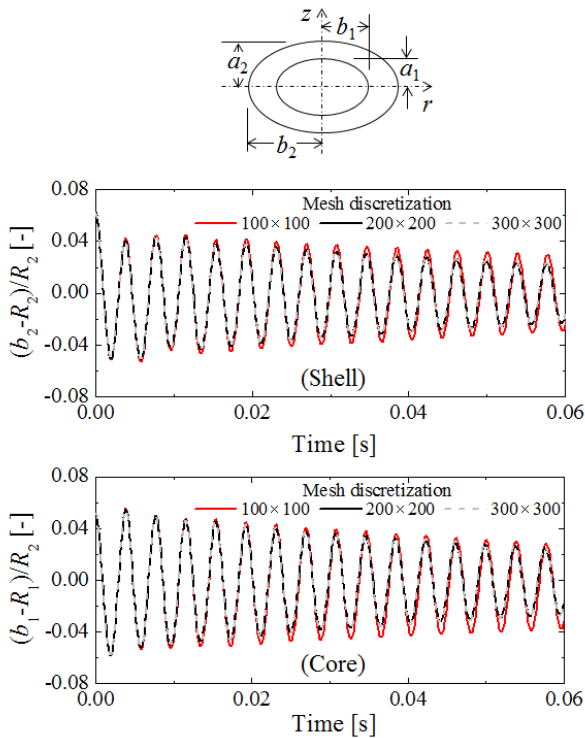 z
b₁
a₂
a₁
r
b₂
0.08
Mesh discretization
100×100
200×200
300×300
0.04
0.00
-0.04
-0.08
(b₂-R₂)/R₂ [-]
(Shell)
0.00
0.02
0.04
0.06
Time [s]
0.08
Mesh discretization
100×100
200×200
300×300
0.04
0.00
-0.04
-0.08
(b₁-R₁)/R₂ [-]
(Core)
0.00
0.02
0.04
0.06
Time [s]